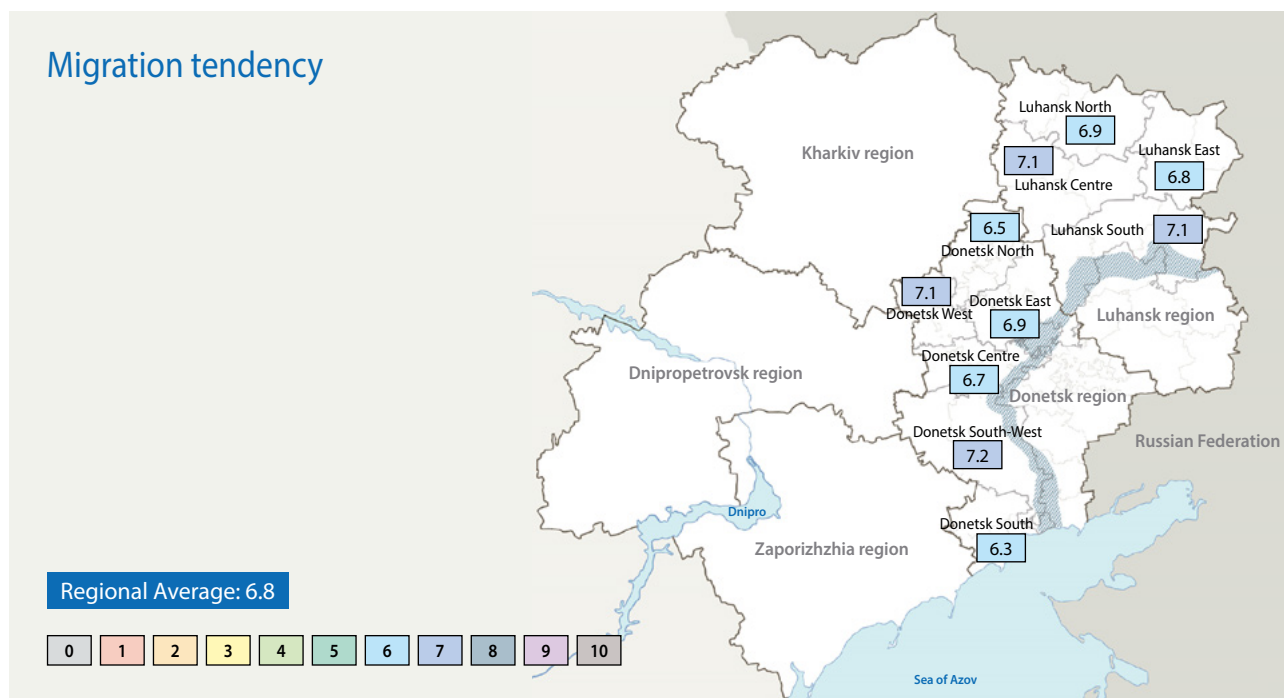 Migration tendency
Luhansk North
6.9
Kharkiv region
Luhansk East
7.1
6.8
Luhansk Centre
6.5
Luhansk South
7.1
Donetsk North
7.1
Donetsk East
Donetsk West
6.9
Luhansk region
Donetsk Centre
Dnipropetrovsk region
6.7
Donetsk region
Donetsk South-West
Russian Federation
7.2
Dnipro
Donetsk South
Zaporizhzhia region
6.3
Regional Average: 6.8
0 1 2 3 4 5 6 7 8 9 10
Sea of Azov